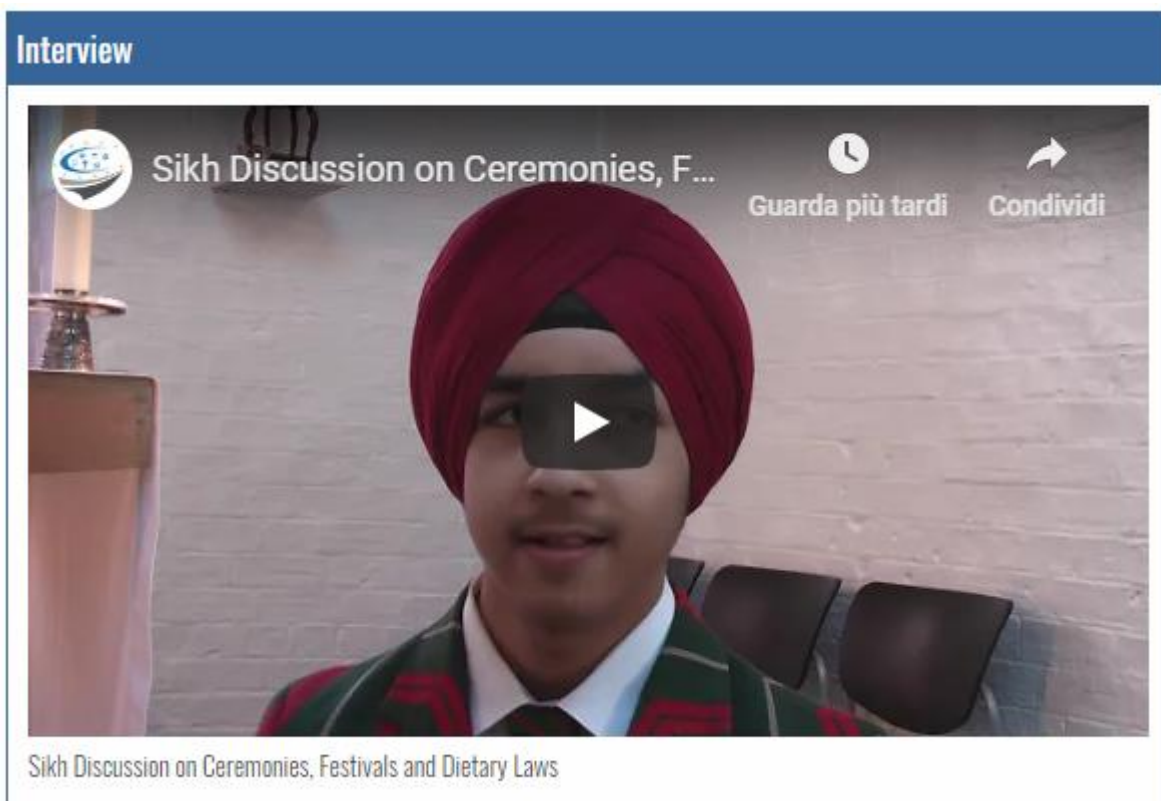 Interview
Sikh Discussion on Ceremonies, F...
Guarda più tardi
Condividi
Sikh Discussion on Ceremonies, Festivals and Dietary Laws